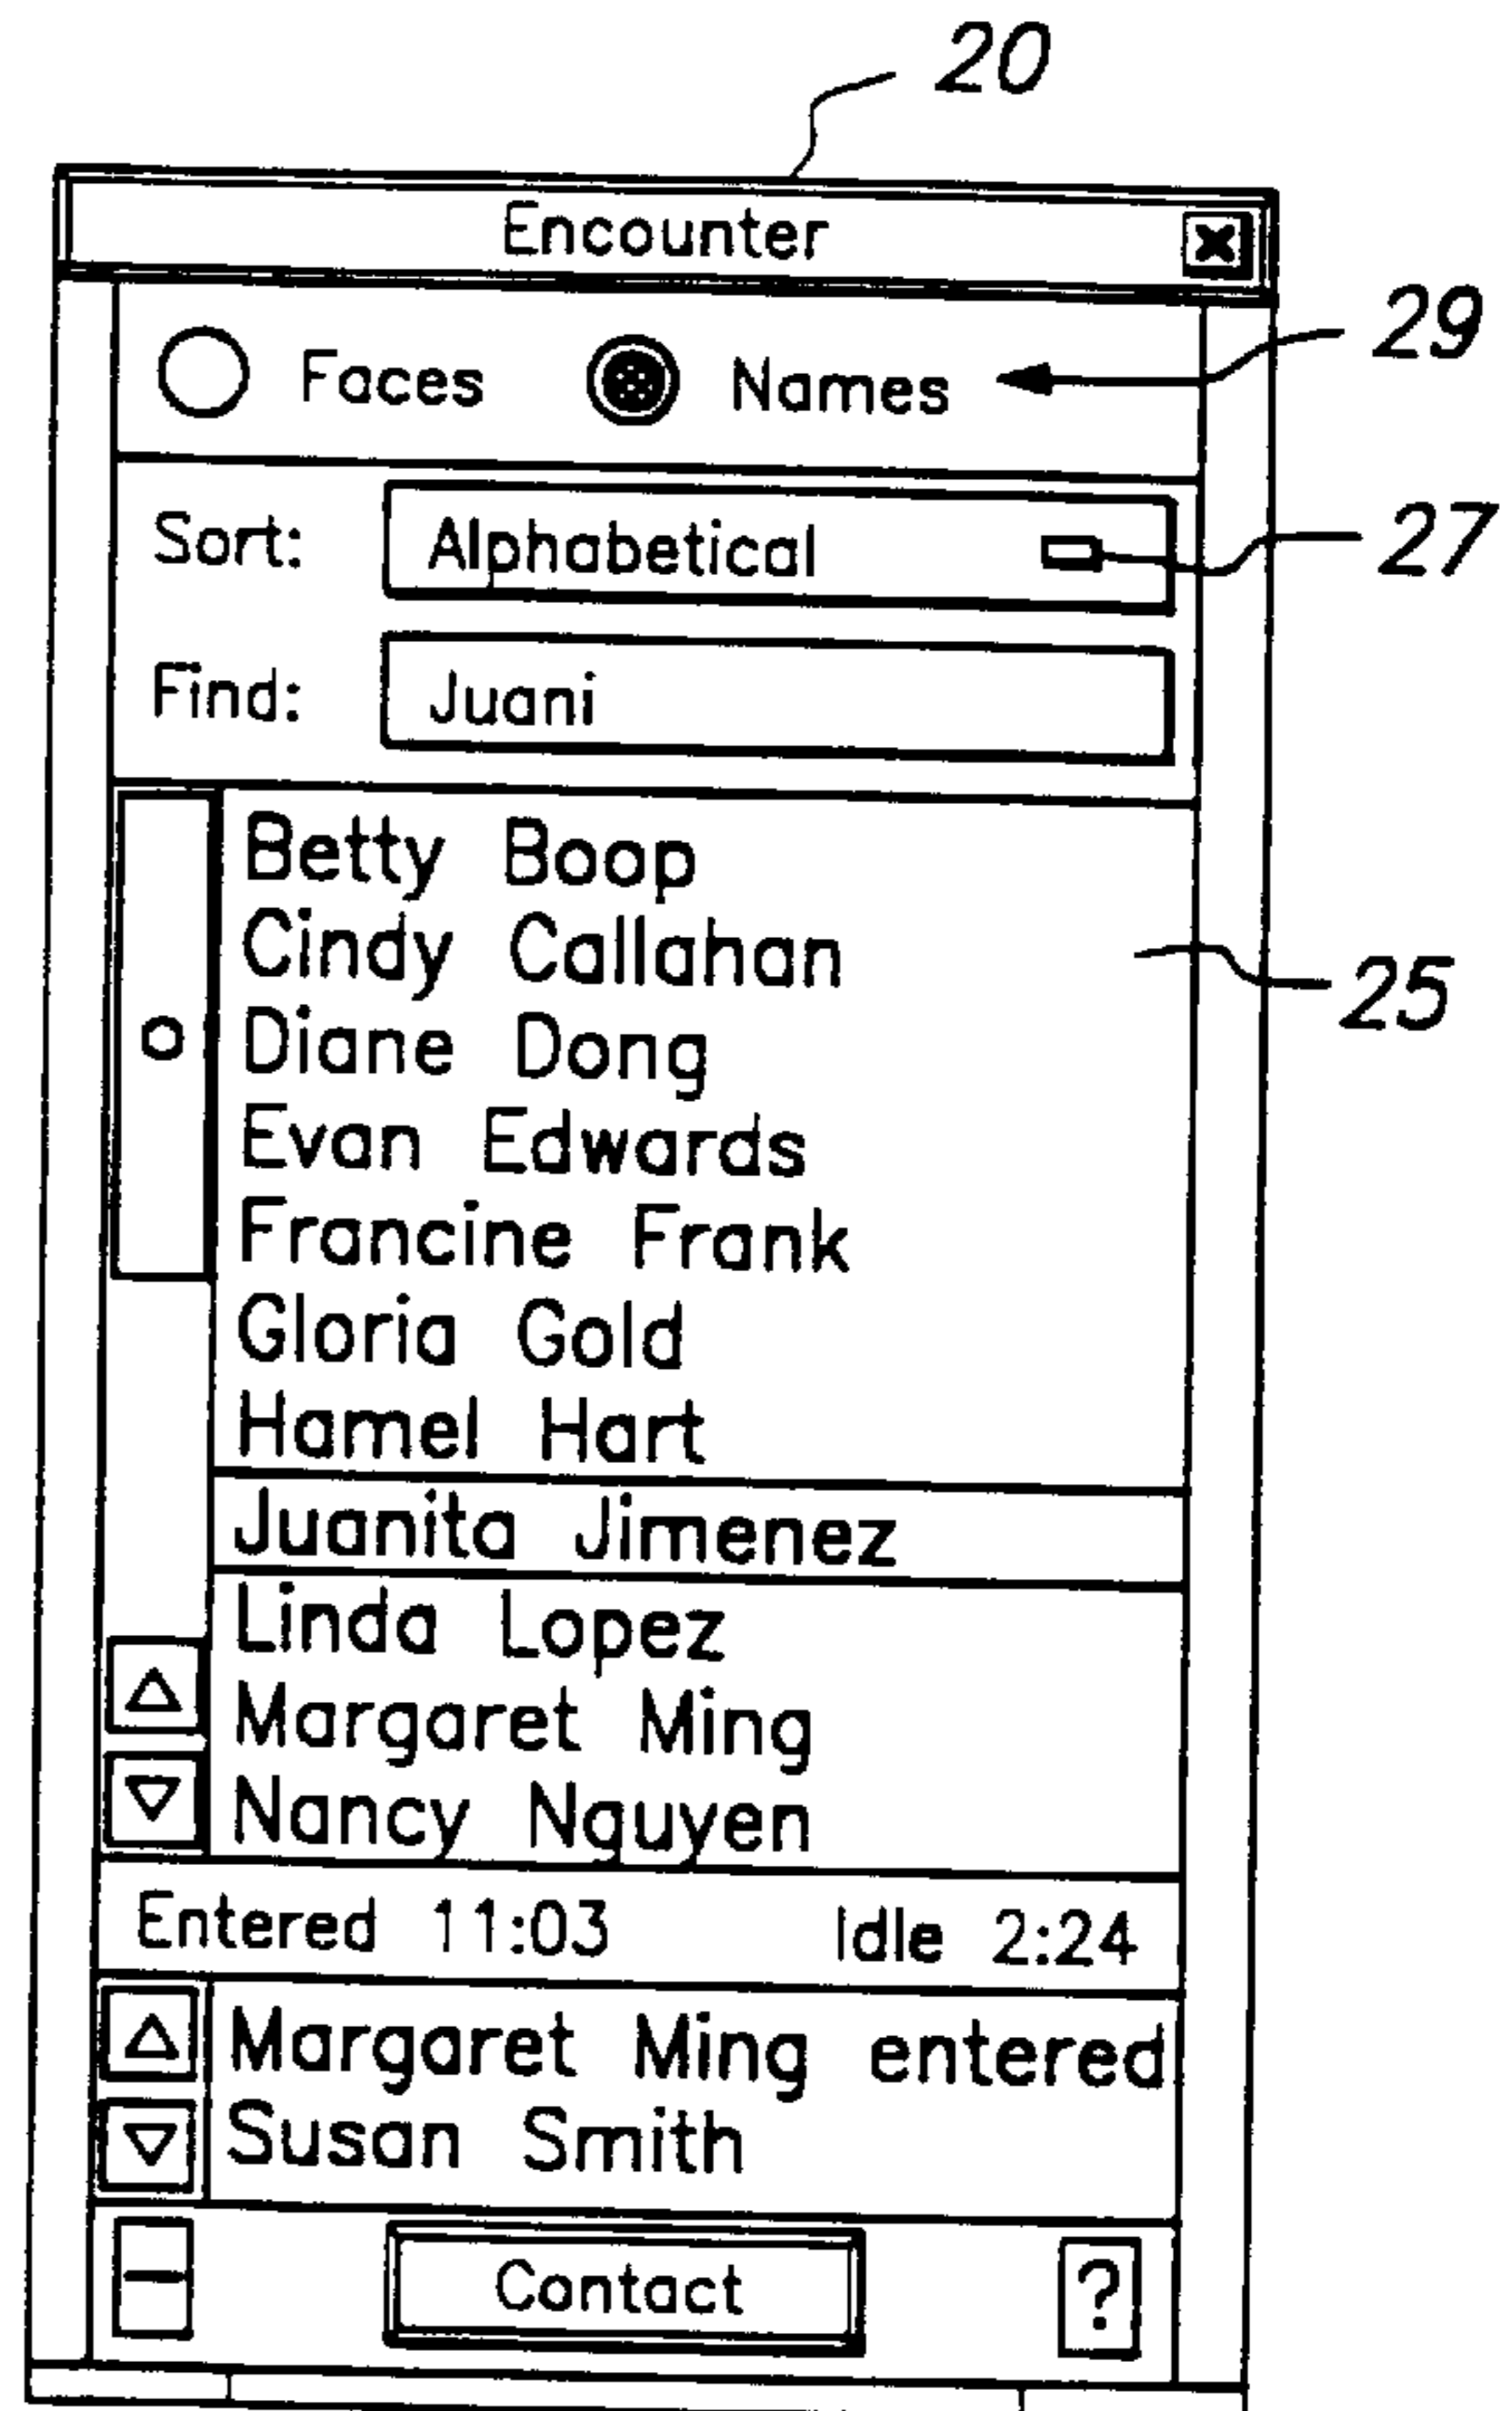 20
Encounter
29
Faces Names
27
Sort: Alphabetical
Find: Juani
Betty Boop
Cindy Callahan
25
Diane Dong
Evan Edwards
Francine Frank
Gloria Gold
Hamel Hart
Juanita Jimenez
Linda Lopez
Margaret Ming
Nancy Nguyen
Entered 11:03 Idle 2:24
Margaret Ming entered
Susan Smith
Contact ?